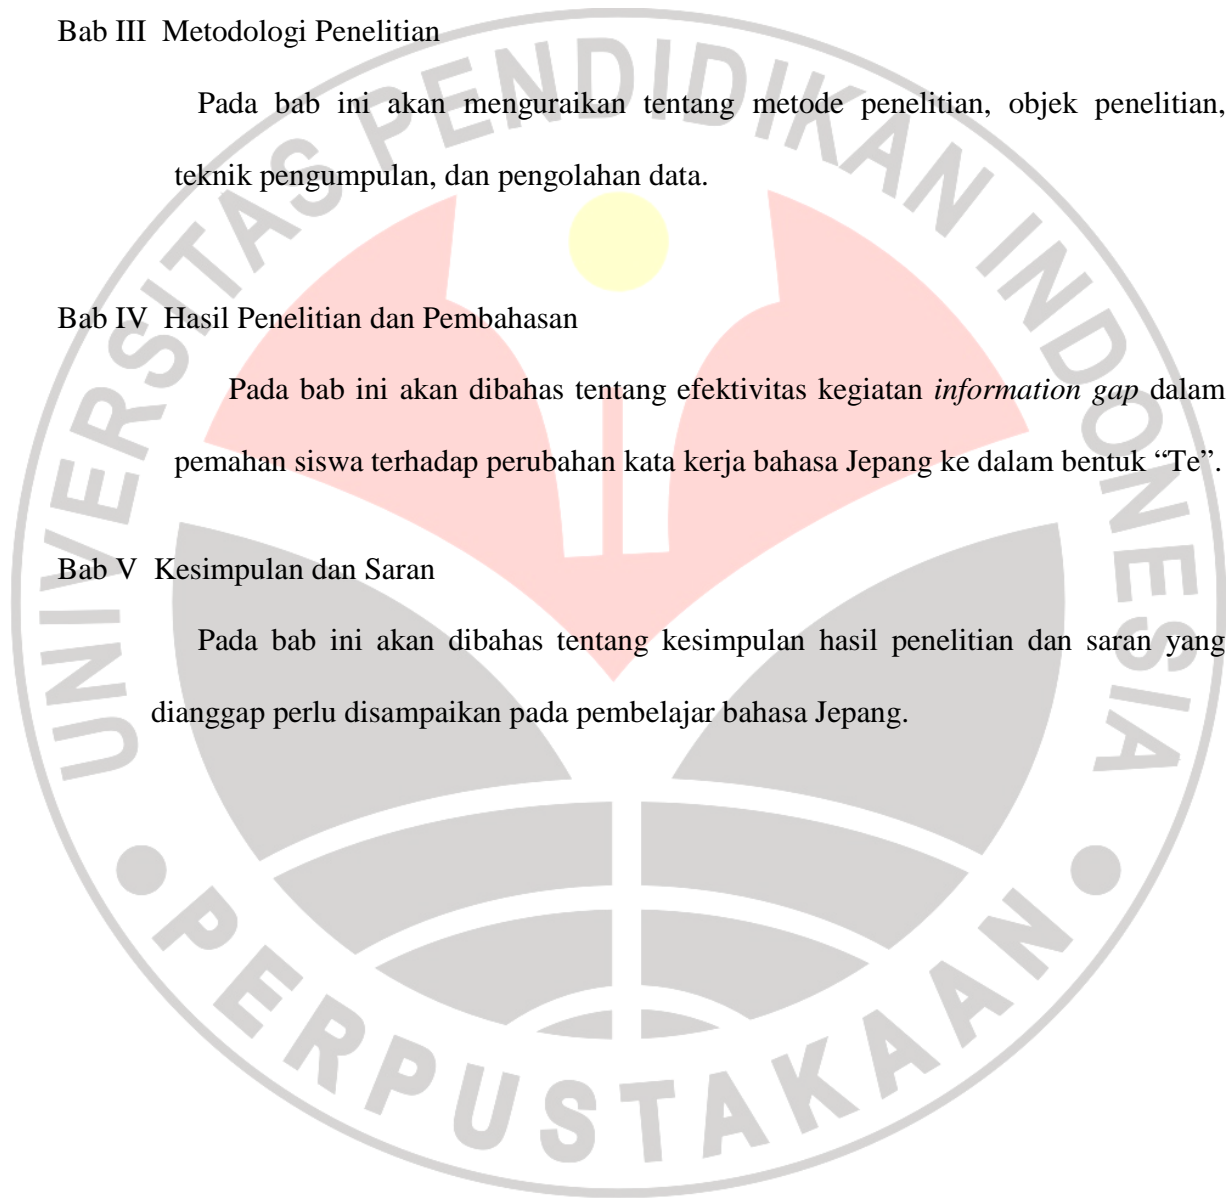 Bab III Metodologi Penelitian
Pada bab ini akan menguraikan tentang metode penelitian, objek penelitian,
teknik pengumpulan, dan pengolahan data.
Bab IV Hasil Penelitian dan Pembahasan
Pada bab ini akan dibahas tentang efektivitas kegiatan information gap dalam
pemahan siswa terhadap perubahan kata kerja bahasa Jepang ke dalam bentuk “Te”.
Bab V Kesimpulan dan Saran
Pada bab ini akan dibahas tentang kesimpulan hasil penelitian dan saran yang
dianggap perlu disampaikan pada pembelajar bahasa Jepang.
UNIVERSITAS PENDIDIKAN INDONESIA
PERPUSTAKAAN